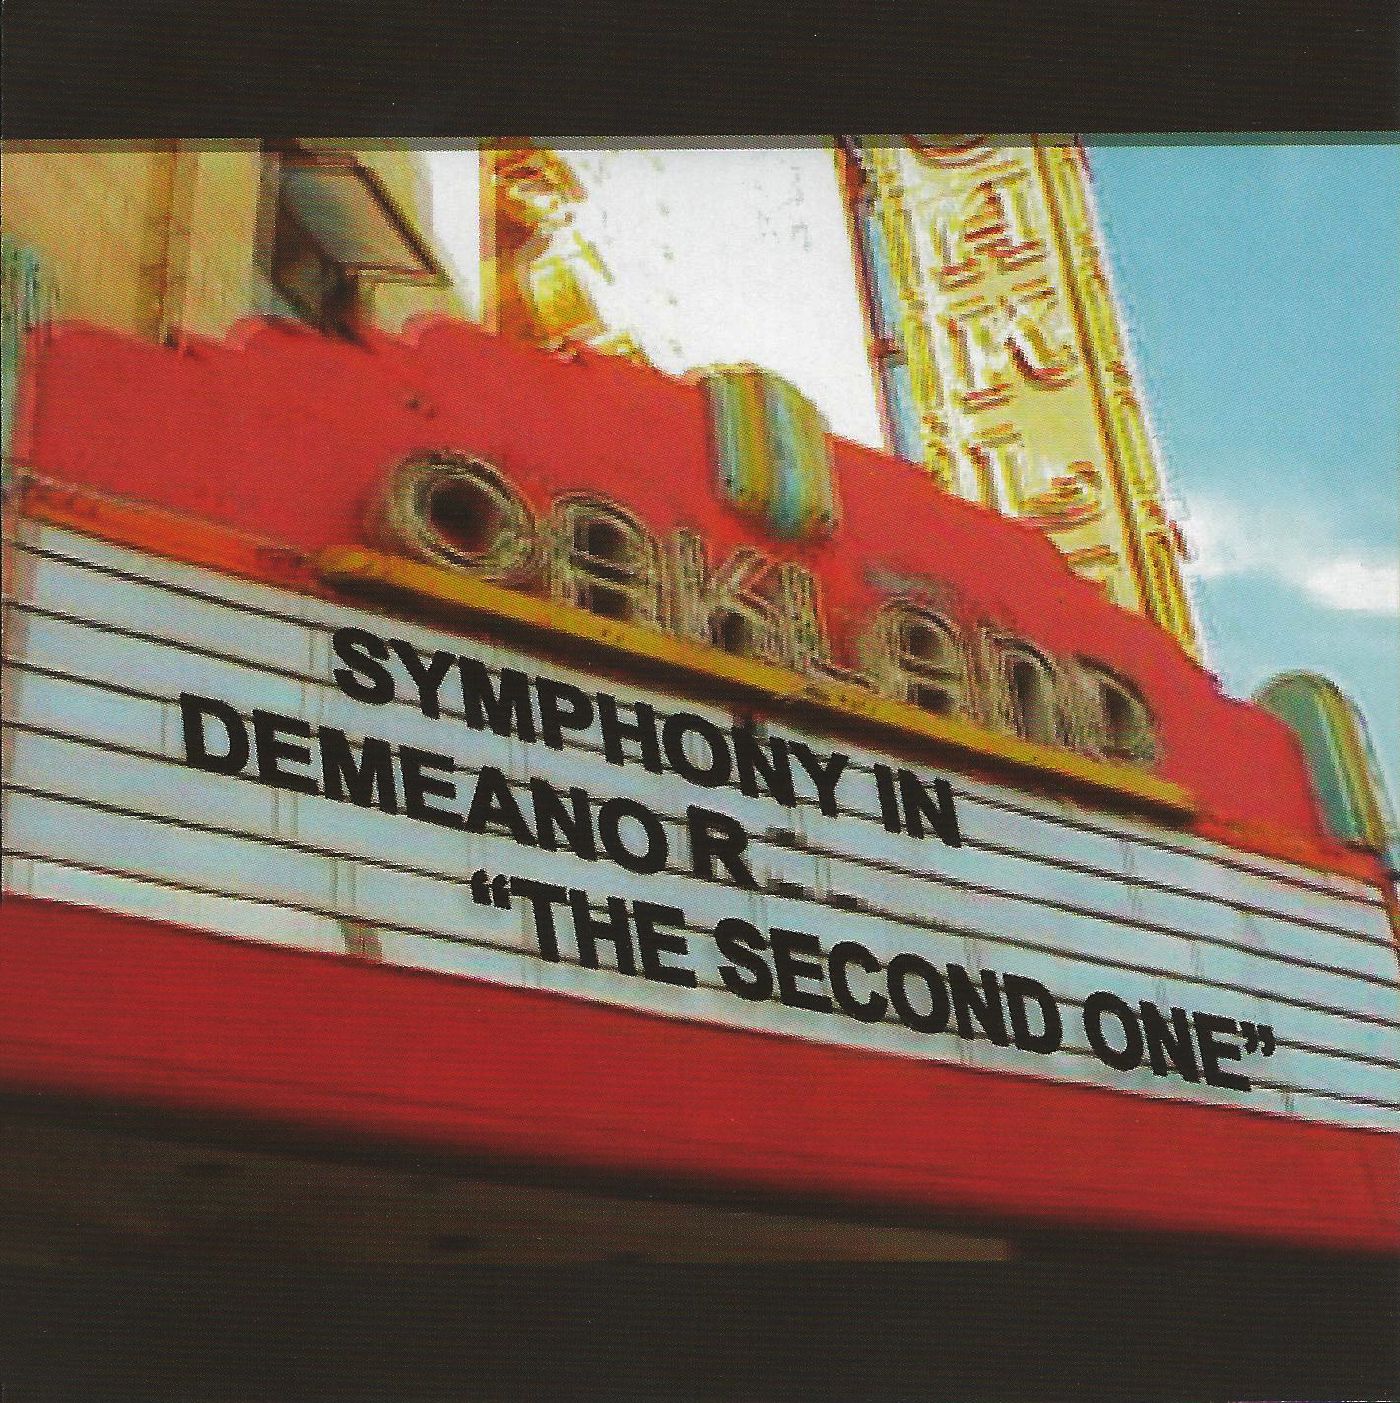 OAKLAND
SYMPHONY IN
DEMEANO R
“THE SECOND ONE”